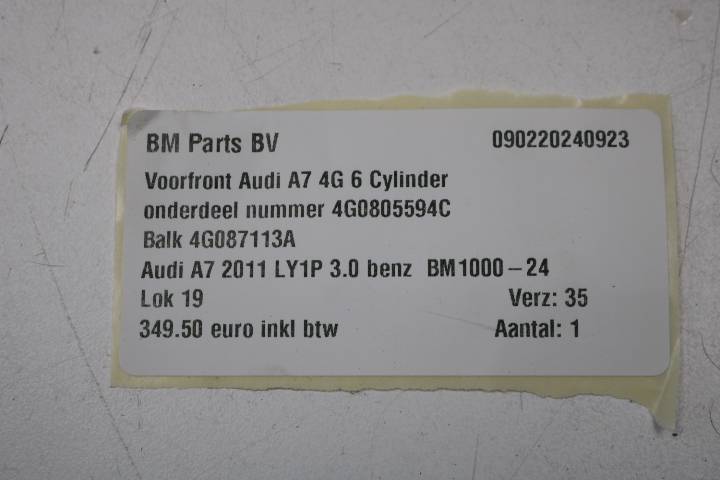 BM Parts BV 090220240923
Voorfront Audi A7 4G 6 Cylinder
onderdeel nummer 4G0805594C
Balk 4G087113A
Audi A7 2011 LY1P 3.0 benz BM1000-24
Lok 19 Verz: 35
349.50 euro inkl btw Aantal: 1